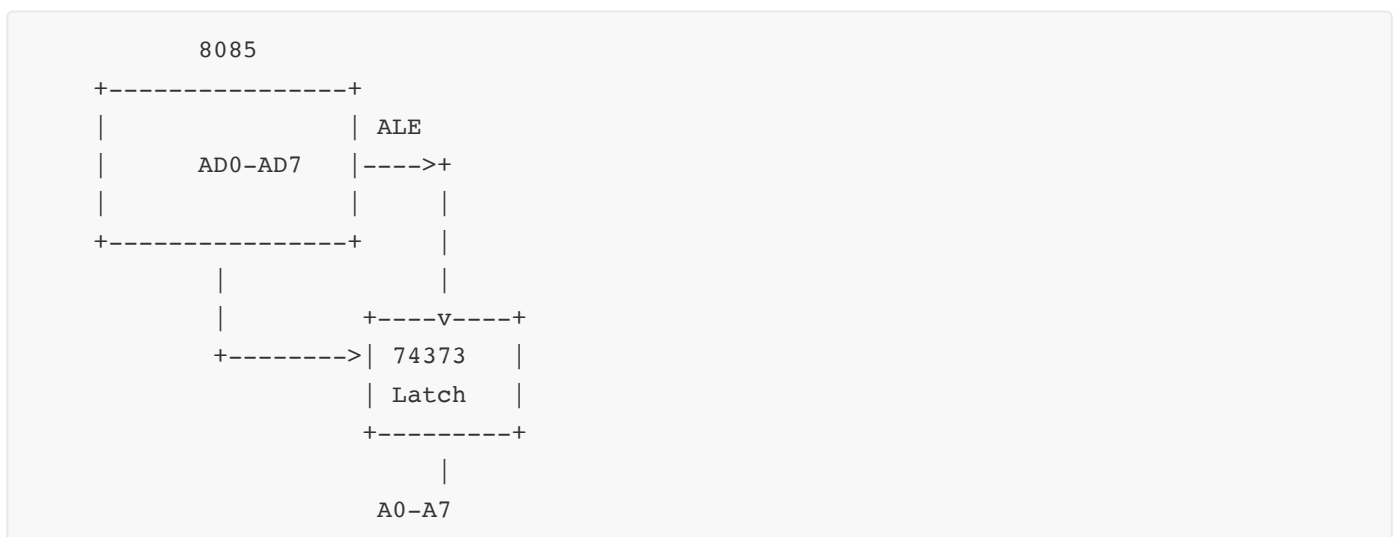 8085
+----------------+
|                | ALE
|      AD0-AD7   |---->+
|                |     |
+----------------+     |
        |              |
        |         +----v----+
        +-------->| 74373   |
                  | Latch   |
                  +---------+
                       |
                   A0-A7